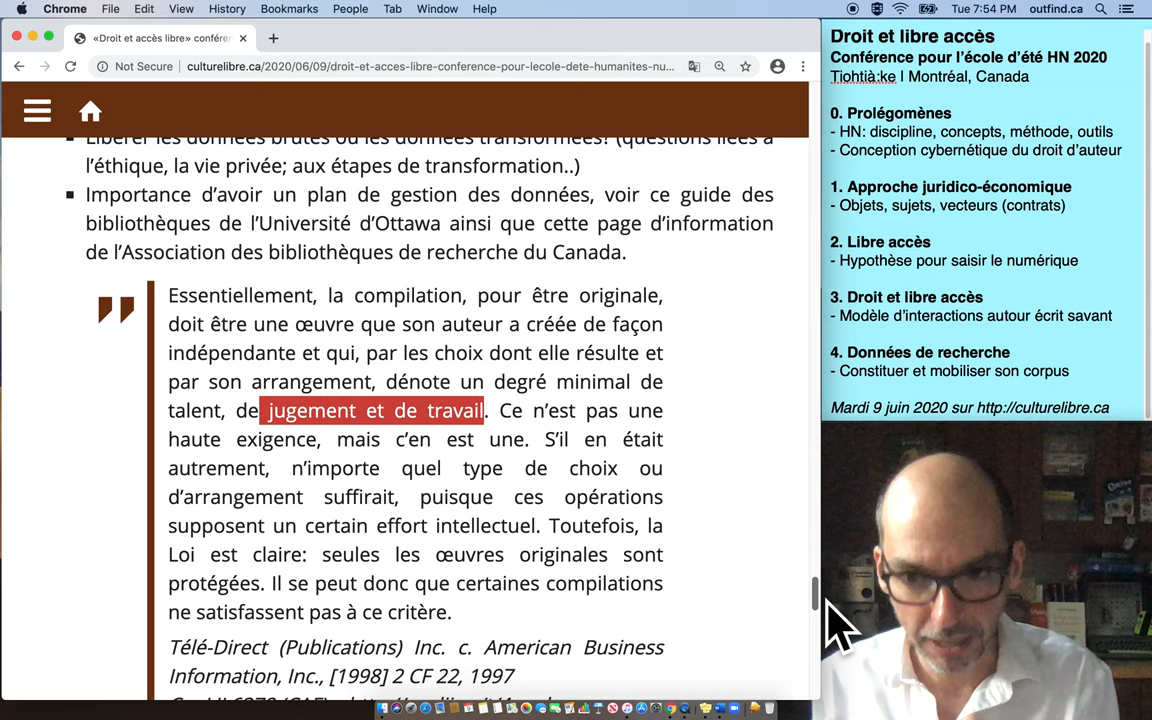 Chrome File Edit View History Bookmarks People Tab Window Help Tue 7:54 PM outfind.ca
«Droit et accès libre» confére
Not Secure culturelibre.ca/2020/06/09/droit-et-acces-libre-conference-pour-lecole-dete-humanites-nu...
Libérer les données brutes ou les données transformées? (questions liées à
l'éthique, la vie privée; aux étapes de transformation..)
Importance d'avoir un plan de gestion des données, voir ce guide des
bibliothèques de l'Université d'Ottawa ainsi que cette page d'information
de l'Association des bibliothèques de recherche du Canada.
Essentiellement, la compilation, pour être originale,
doit être une œuvre que son auteur a créée de façon
indépendante et qui, par les choix dont elle résulte et
par son arrangement, dénote un degré minimal de
talent, de jugement et de travail. Ce n'est pas une
haute exigence, mais c'en est une. S'il en était
autrement, n'importe quel type de choix ou
d'arrangement suffirait, puisque ces opérations
supposent un certain effort intellectuel. Toutefois, la
Loi est claire: seules les œuvres originales sont
protégées. Il se peut donc que certaines compilations
ne satisfassent pas à ce critère.
Télé-Direct (Publications) Inc. c. American Business
Information, Inc., [1998] 2 CF 22, 1997
Droit et libre accès
Conférence pour l'école d'été HN 2020
Tiohtià:ke I Montréal, Canada
0. Prolégomènes
- HN: discipline, concepts, méthode, outils
- Conception cybernétique du droit d'auteur
1. Approche juridico-économique
- Objets, sujets, vecteurs (contrats)
2. Libre accès
- Hypothèse pour saisir le numérique
3. Droit et libre accès
- Modèle d'interactions autour écrit savant
4. Données de recherche
- Constituer et mobiliser son corpus
Mardi 9 juin 2020 sur http://culturelibre.ca